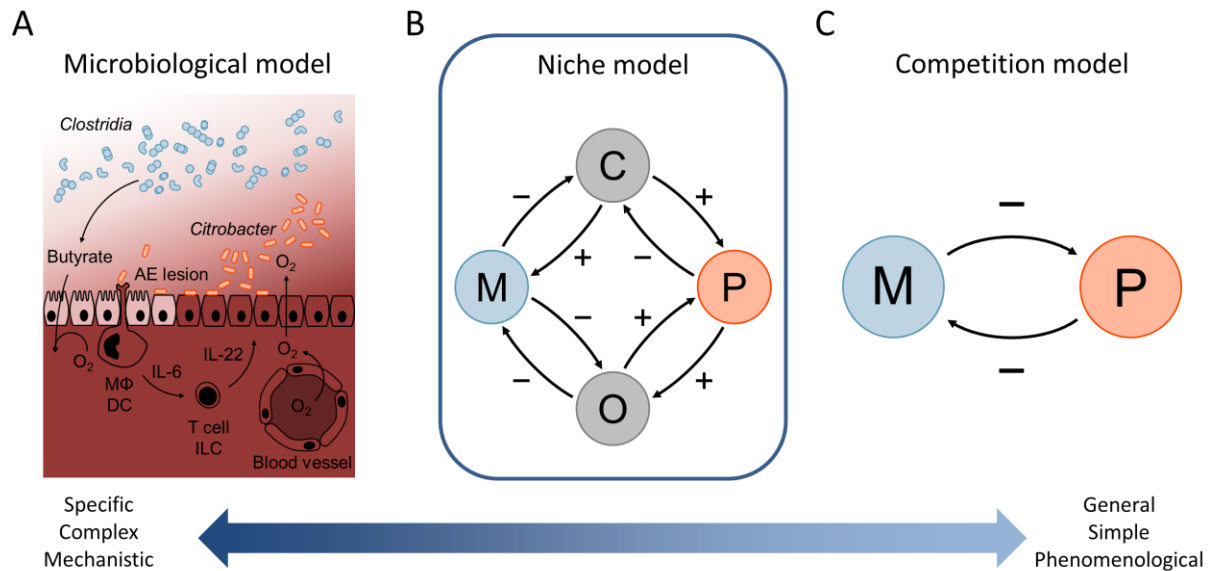 A
Microbiological model
Clostridia
Citrobacter
Butyrate
AE lesion
O2
O2
O2
IL-6
IL-22
MΦ
DC
T cell
ILC
O2
Blood vessel
B
Niche model
C
−
+
+
−
M
P
−
+
−
+
O
C
Competition model
−
M
P
−
Specific
Complex
Mechanistic
General
Simple
Phenomenological